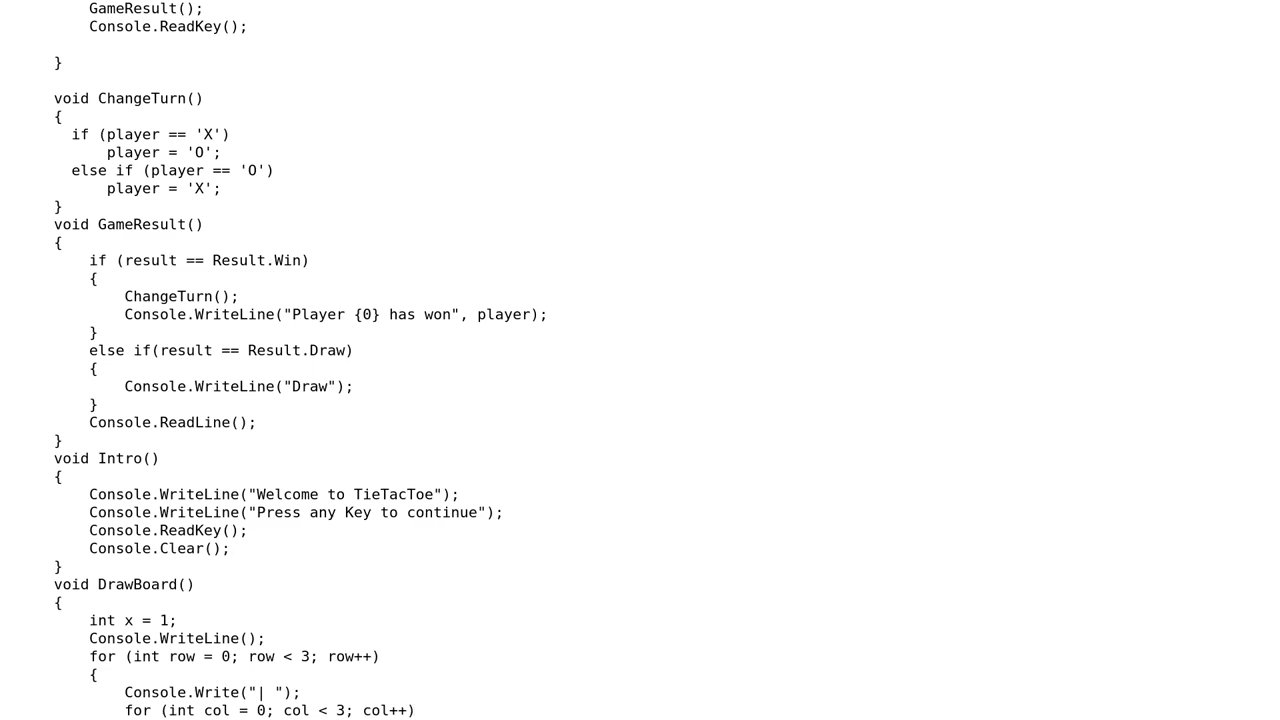 GameResult();
Console.ReadKey();
}
void ChangeTurn()
{
if (player == 'X')
player = 'O';
else if (player == 'O')
player = 'X';
}
void GameResult()
{
if (result == Result.Win)
{
ChangeTurn();
Console.WriteLine("Player {0} has won", player);
}
else if(result == Result.Draw)
{
Console.WriteLine("Draw");
}
Console.ReadLine();
}
void Intro()
{
Console.WriteLine("Welcome to TieTacToe");
Console.WriteLine("Press any Key to continue");
Console.ReadKey();
Console.Clear();
}
void DrawBoard()
{
int x = 1;
Console.WriteLine();
for (int row = 0; row < 3; row++)
{
Console.Write("| ");
for (int col = 0; col < 3; col++)